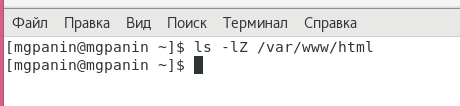 Файл Правка Вид Поиск Терминал Справка
[mgpanin@mgpanin ~]$ ls -lZ /var/www/html
[mgpanin@mgpanin ~]$